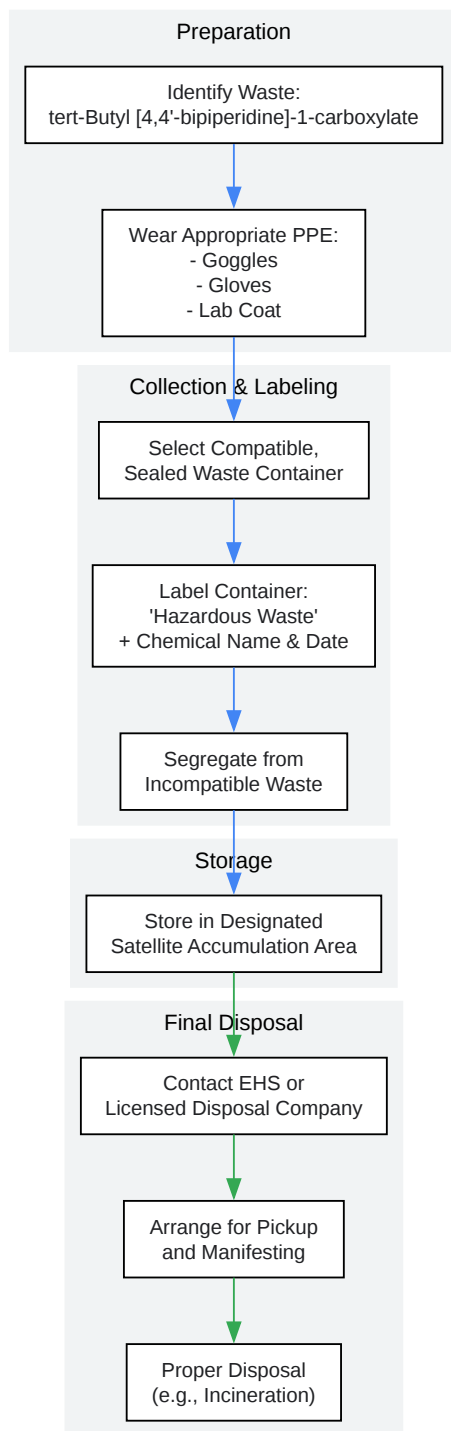 Preparation
Identify Waste:
tert-Butyl [4,4'-bipiperidine]-1-carboxylate
Wear Appropriate PPE:
- Goggles
- Gloves
- Lab Coat
Collection & Labeling
Select Compatible,
Sealed Waste Container
Label Container:
'Hazardous Waste'
+ Chemical Name & Date
Segregate from
Incompatible Waste
Storage
Store in Designated
Satellite Accumulation Area
Final Disposal
Contact EHS or
Licensed Disposal Company
Arrange for Pickup
and Manifesting
Proper Disposal
(e.g., Incineration)